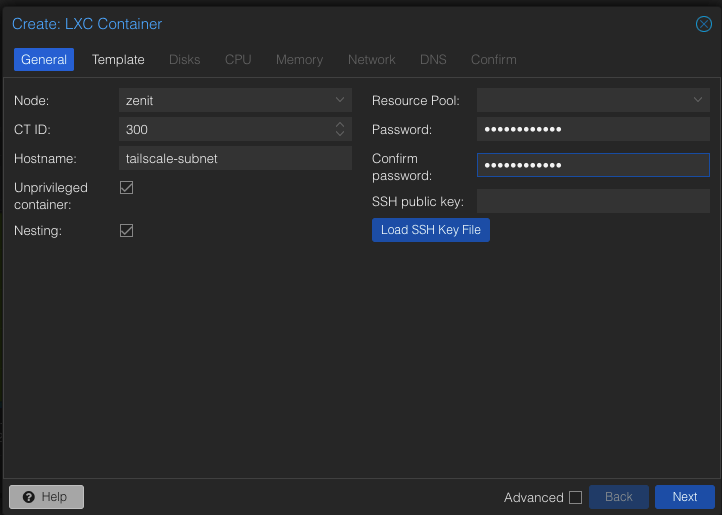 Create: LXC Container
General Template Disks CPU Memory Network DNS Confirm
Node: zenit
CT ID: 300
Hostname: tailscale-subnet
Unprivileged
container:
Nesting:
Resource Pool:
Password: ••••••••••••
Confirm
password: ••••••••••••
SSH public key:
Load SSH Key File
? Help
Advanced Back Next